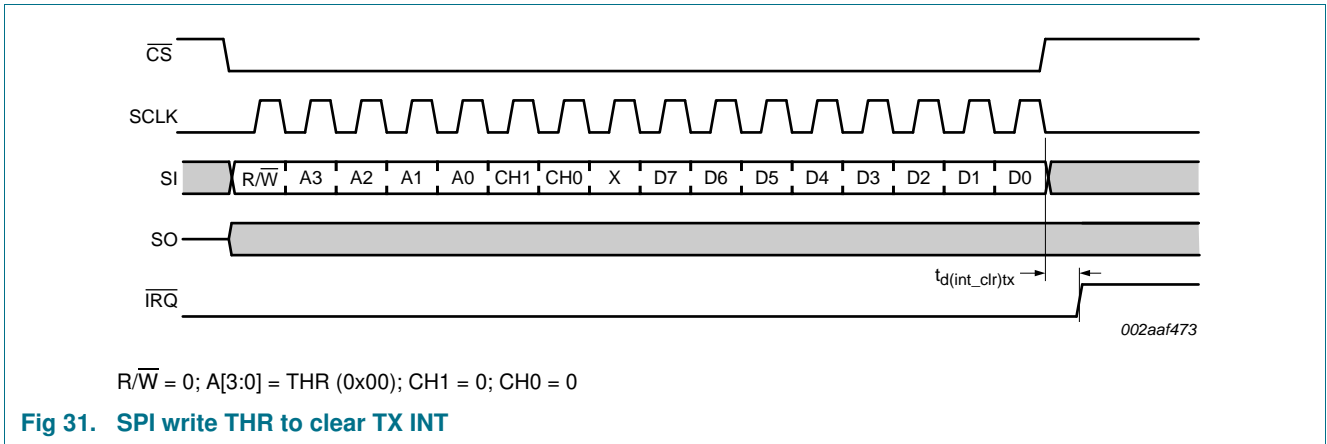 C̅S̅
SCLK
SI R/W̅ A3 A2 A1 A0 CH1 CH0 X D7 D6 D5 D4 D3 D2 D1 D0
SO
td(int_clr)tx
I̅R̅Q̅
002aaf473
R/W̅ = 0; A[3:0] = THR (0x00); CH1 = 0; CH0 = 0
Fig 31. SPI write THR to clear TX INT